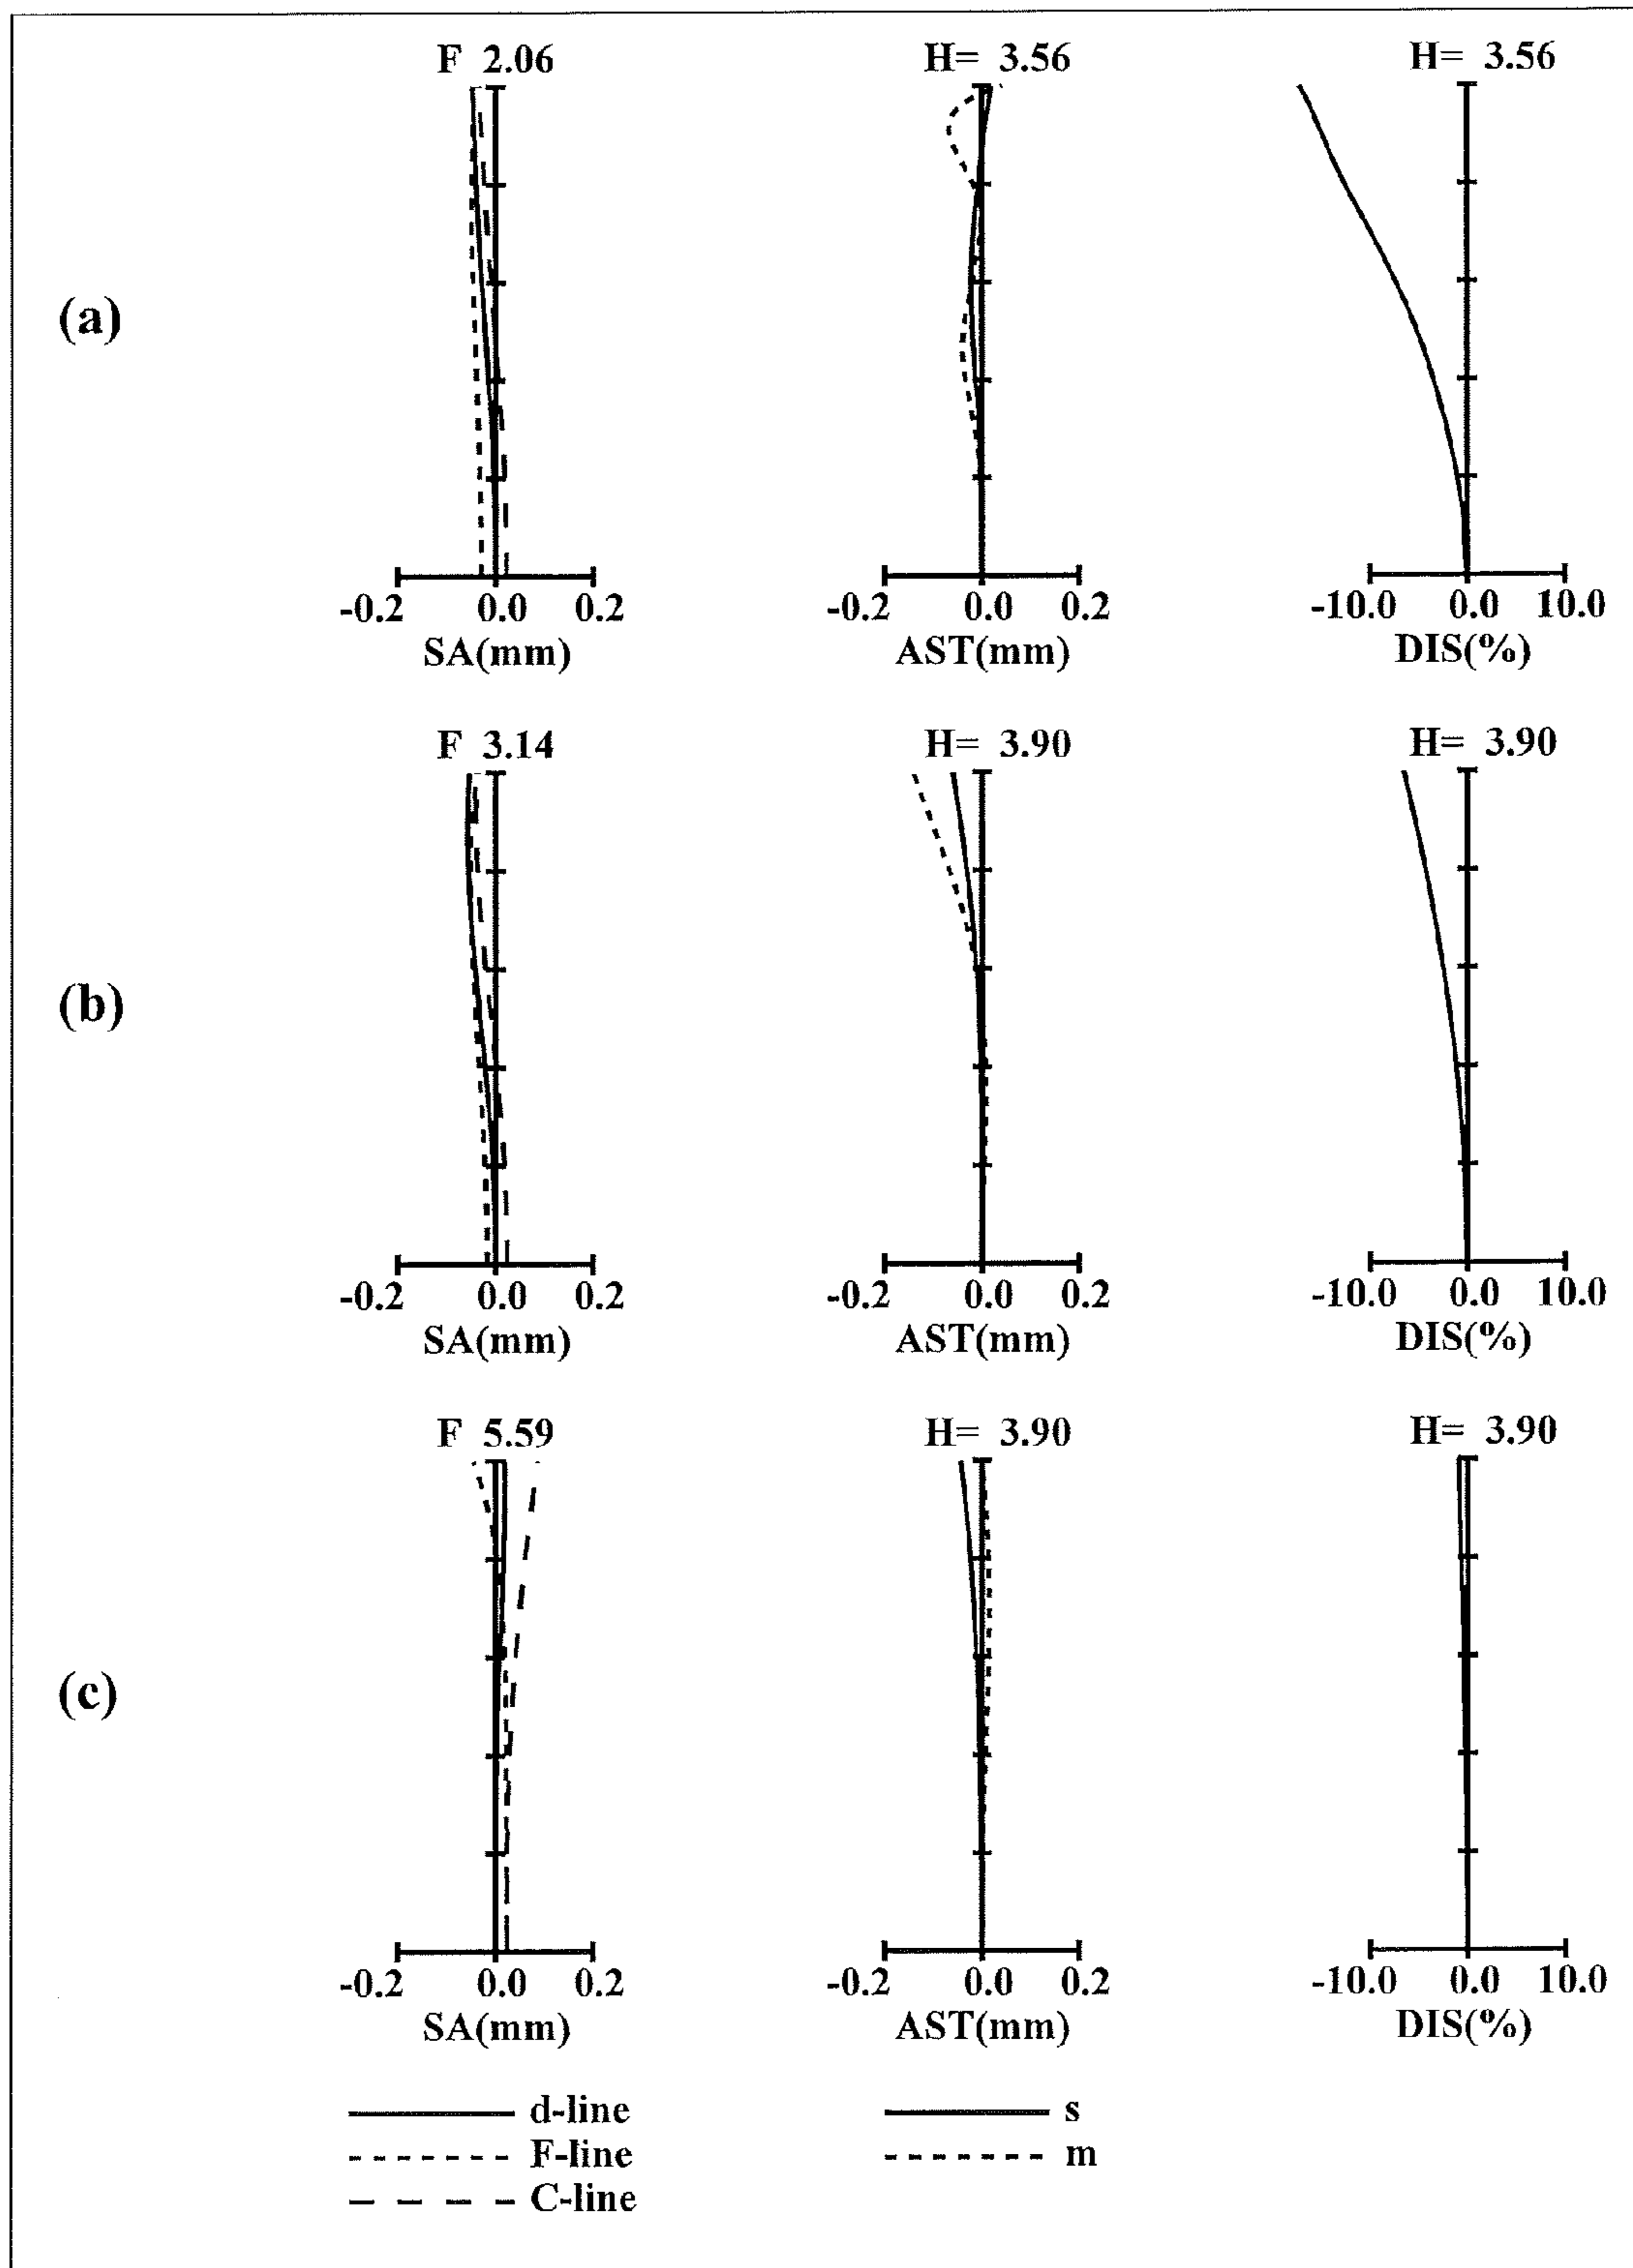 F 2.06 H= 3.56 H= 3.56
(a)
-0.2 0.0 0.2 -0.2 0.0 0.2 -10.0 0.0 10.0
SA(mm) AST(mm) DIS(%)
F 3.14 H= 3.90 H= 3.90
(b)
-0.2 0.0 0.2 -0.2 0.0 0.2 -10.0 0.0 10.0
SA(mm) AST(mm) DIS(%)
F 5.59 H= 3.90 H= 3.90
(c)
-0.2 0.0 0.2 -0.2 0.0 0.2 -10.0 0.0 10.0
SA(mm) AST(mm) DIS(%)
d-line s
F-line m
C-line